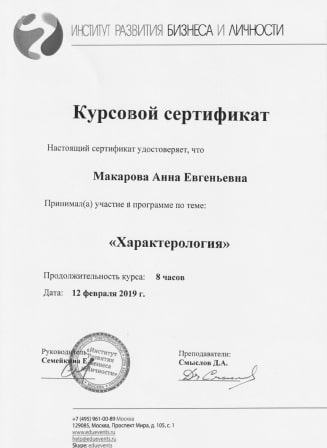 ИНСТИТУТ РАЗВИТИЯ БИЗНЕСА И ЛИЧНОСТИ
Курсовой сертификат
Настоящий сертификат удостоверяет, что
Макарова Анна Евгеньевна
Принимал(а) участие в программе по теме:
«Характерология»
Продолжительность курса: 8 часов
Дата: 12 февраля 2019 г.
Руководитель
Семейкина Е.
«Институт
Развития
Бизнеса
и Личности»
Преподаватели:
Смыслов Д.А.
+7 (495) 961-00-89 Москва
129085, Москва, Проспект Мира, д. 105, с. 1
www.eduevents.ru
help@eduevents.ru
Skype: eduevents